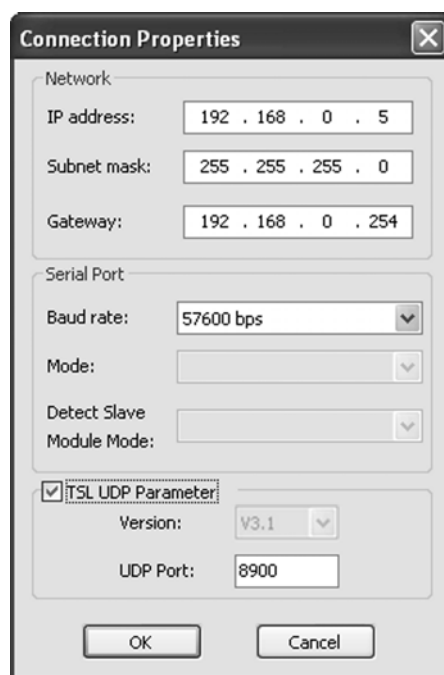 Connection Properties
Network
IP address: 192 . 168 . 0 . 5
Subnet mask: 255 . 255 . 255 . 0
Gateway: 192 . 168 . 0 . 254
Serial Port
Baud rate: 57600 bps
Mode:
Detect Slave
Module Mode:
TSL UDP Parameter
Version: V3.1
UDP Port: 8900
OK Cancel